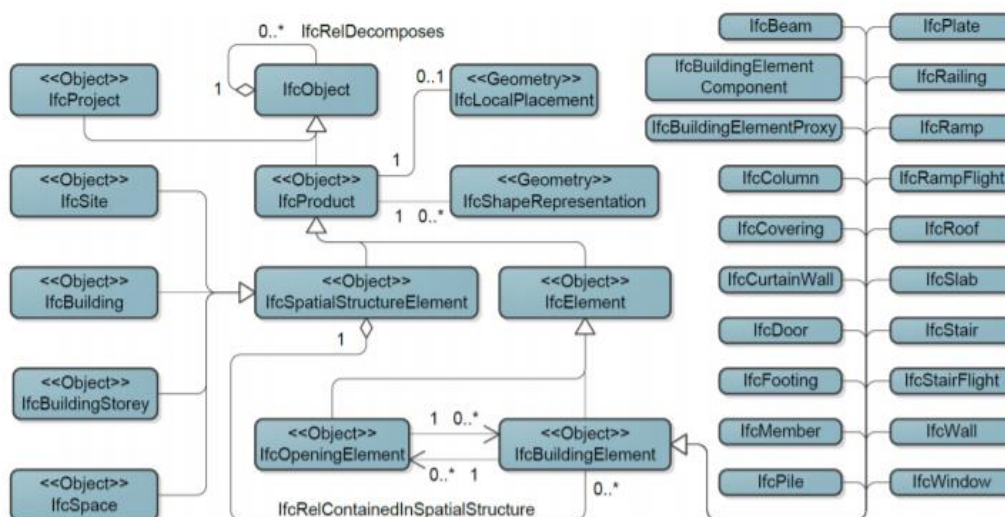 0..* IfcRelDecomposes
1
<<Object>>
IfcProject
IfcObject
0..1
<<Geometry>>
IfcLocalPlacement
1
<<Object>>
IfcSite
<<Object>>
IfcProduct
1 0..*
<<Geometry>>
IfcShapeRepresentation
<<Object>>
IfcBuilding
<<Object>>
IfcSpatialStructureElement
1
<<Object>>
IfcElement
<<Object>>
IfcBuildingStorey
<<Object>>
IfcOpeningElement
1 0..*
0..* 1
<<Object>>
IfcBuildingElement
0..*
<<Object>>
IfcSpace
IfcRelContainedInSpatialStructure
IfcBeam
IfcBuildingElement
Component
IfcBuildingElementProxy
IfcColumn
IfcCovering
IfcCurtainWall
IfcDoor
IfcFooting
IfcMember
IfcPile
IfcPlate
IfcRailing
IfcRamp
IfcRampFlight
IfcRoof
IfcSlab
IfcStair
IfcStairFlight
IfcWall
IfcWindow